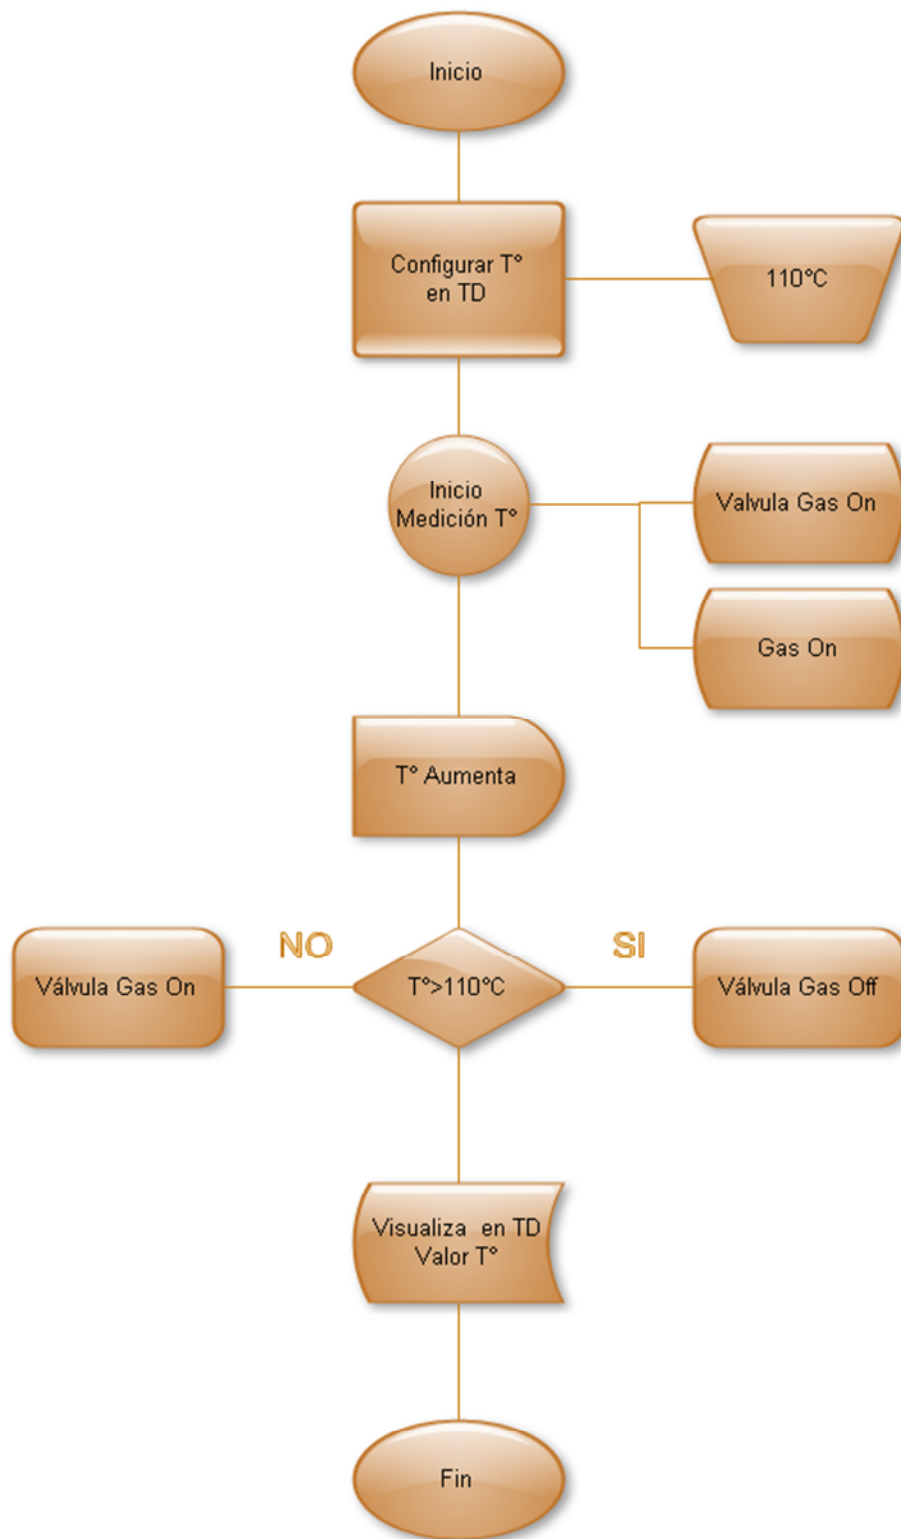 Inicio
Configurar T°
en TD
110°C
Inicio
Medición T°
Valvula Gas On
Gas On
T° Aumenta
NO
SI
Válvula Gas On
T°>110°C
Válvula Gas Off
Visualiza en TD
Valor T°
Fin